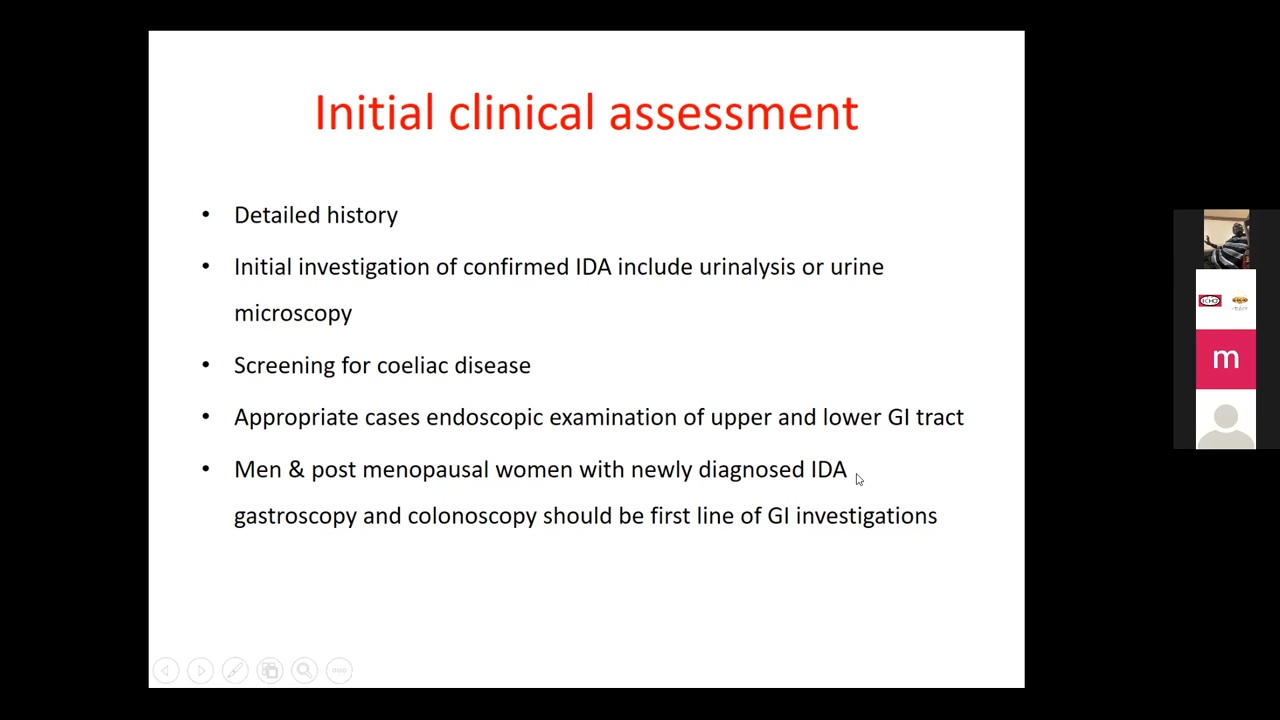 Initial clinical assessment
• Detailed history
• Initial investigation of confirmed IDA include urinalysis or urine
microscopy
• Screening for coeliac disease
• Appropriate cases endoscopic examination of upper and lower GI tract
• Men & post menopausal women with newly diagnosed IDA
gastroscopy and colonoscopy should be first line of GI investigations
ECHO
m